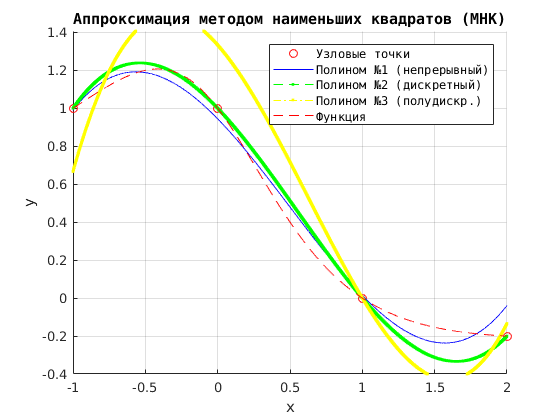 Аппроксимация методом наименьших квадратов (МНК)
1.4
1.2
1
0.8
0.6
0.4
0.2
0
-0.2
-0.4
y
Узловые точки
Полином №1 (непрерывный)
Полином №2 (дискретный)
Полином №3 (полудискр.)
Функция
-1
-0.5
0
0.5
1
1.5
2
x